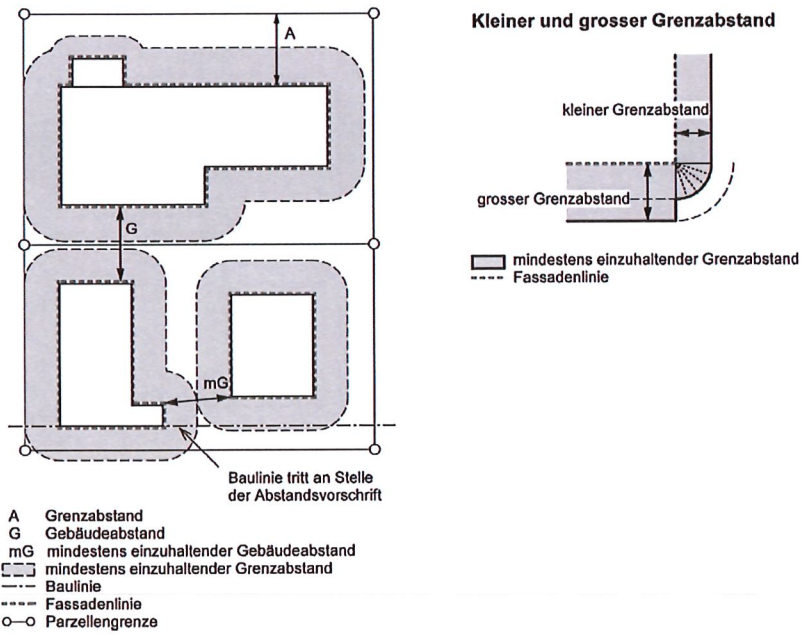 A
G
mG
Baulinie tritt an Stelle
der Abstandsvorschrift
A Grenzabstand
G Gebäudeabstand
mG mindestens einzuhaltender Gebäudeabstand
mindestens einzuhaltender Grenzabstand
Baulinie
Fassadenlinie
Parzellengrenze
Kleiner und grosser Grenzabstand
kleiner Grenzabstand
grosser Grenzabstand
mindestens einzuhaltender Grenzabstand
Fassadenlinie